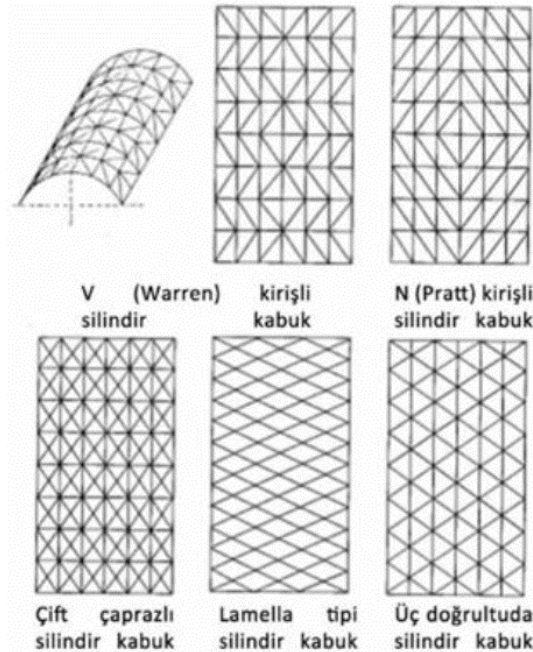 V (Warren) kirişli
silindir kabuk
N (Pratt) kirişli
silindir kabuk
Çift çaprazlı
silindir kabuk
Lamella tipi
silindir kabuk
Üç doğrultuda
silindir kabuk